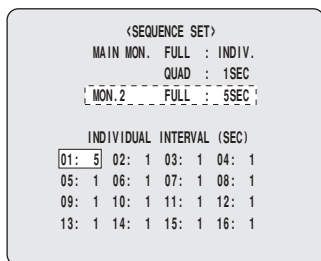 <SEQUENCE SET>
MAIN MON. FULL : INDIV.
QUAD : 1SEC
MON.2 FULL : 5SEC
INDIVIDUAL INTERVAL (SEC)
01: 5 02: 1 03: 1 04: 1
05: 1 06: 1 07: 1 08: 1
09: 1 10: 1 11: 1 12: 1
13: 1 14: 1 15: 1 16: 1